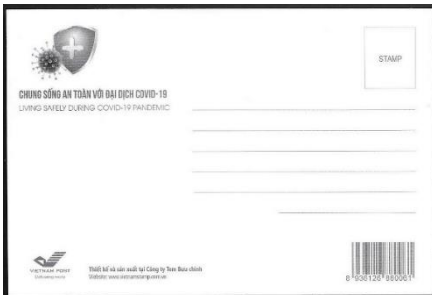 STAMP
CHUNG SỐNG AN TOÀN VỚI ĐẠI DỊCH COVID-19
LIVING SAFELY DURING COVID-19 PANDEMIC
VIETNAM POST
Thiết kế và sản xuất tại Công ty Tem Bưu chính
Website: www.vietnamstamp.com.vn